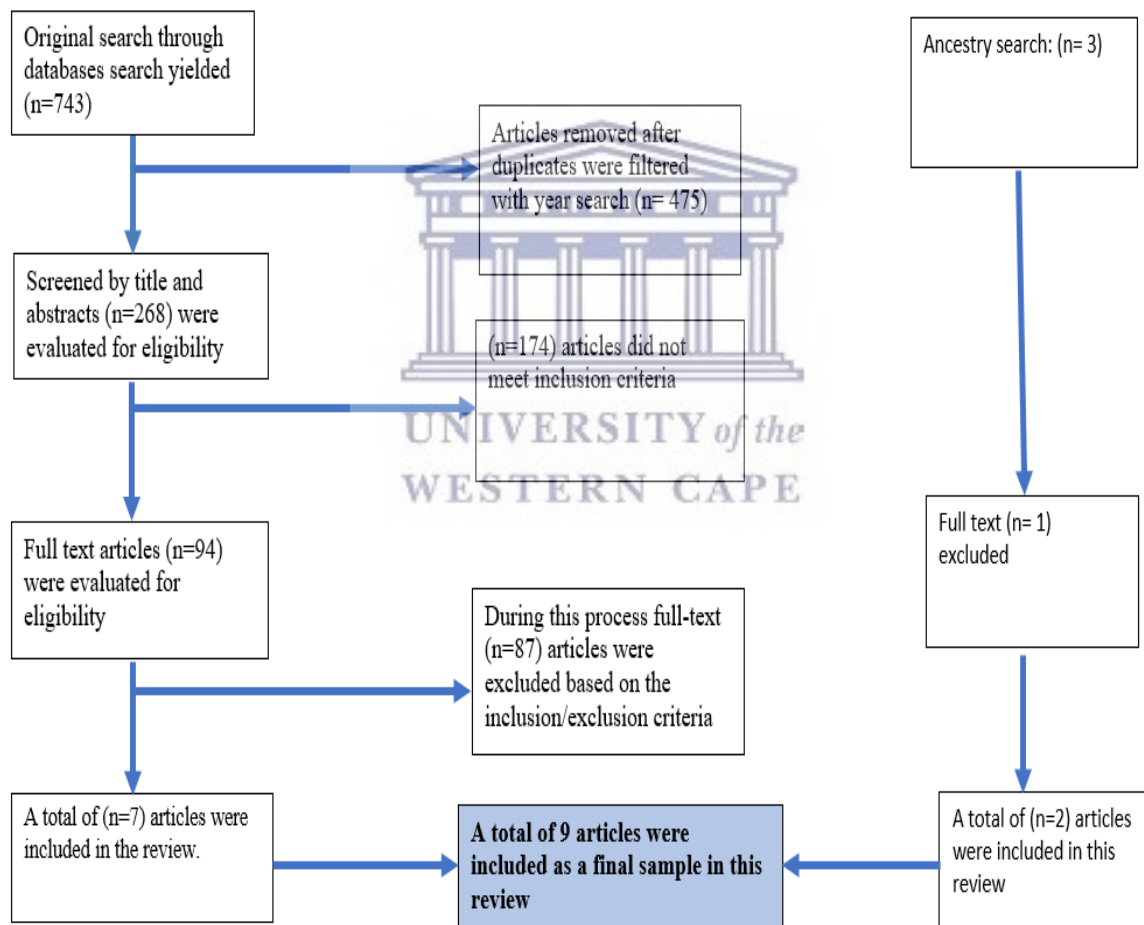 Original search through
databases search yielded
(n=743)
Ancestry search: (n= 3)
Articles removed after
duplicates were filtered
with year search (n= 475)
Screened by title and
abstracts (n=268) were
evaluated for eligibility
(n=174) articles did not
meet inclusion criteria
UNIVERSITY of the
WESTERN CAPE
Full text articles (n=94)
were evaluated for
eligibility
Full text (n= 1)
excluded
During this process full-text
(n=87) articles were
excluded based on the
inclusion/exclusion criteria
A total of (n=7) articles were
included in the review.
A total of 9 articles were
included as a final sample in this
review
A total of (n=2) articles
were included in this
review